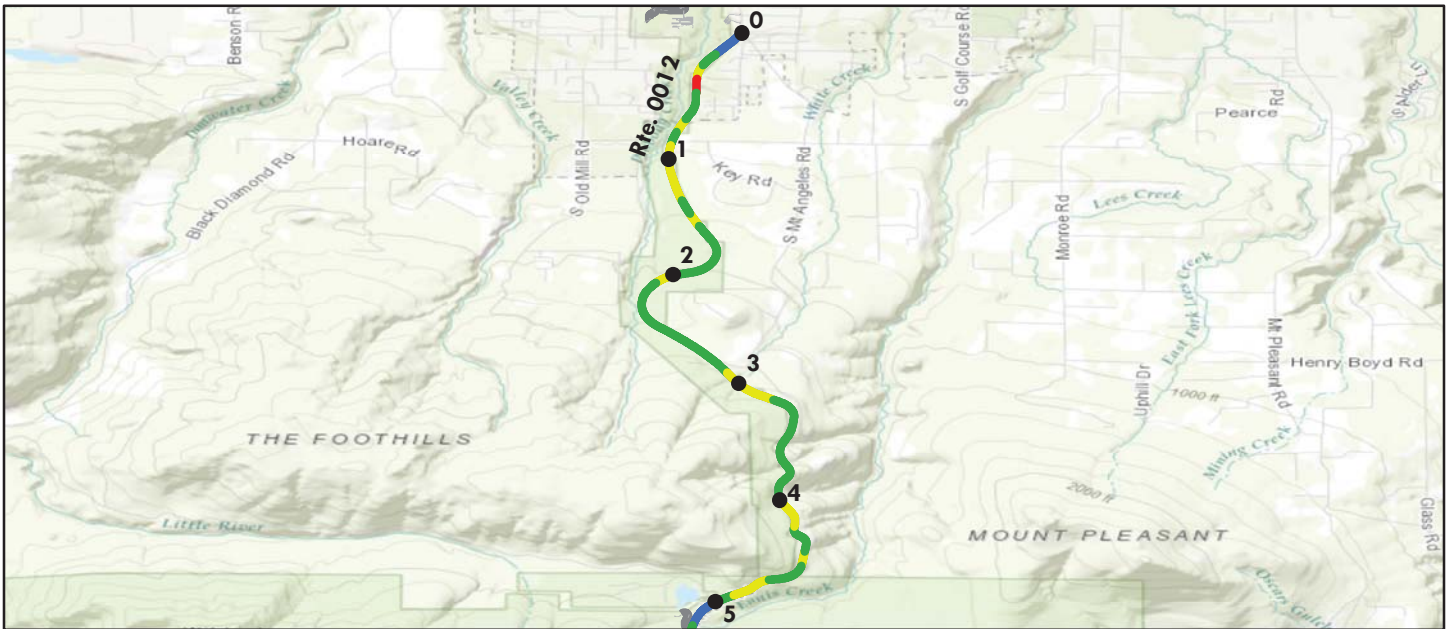 0
Benson R
S Golf Course Rd
Rte. 0012
Valley Creek
White Creek
Pearce Rd
S Alder
Hoare Rd
1
Black Diamond Rd
S Old Mill Rd
Key Rd
S Mt Angeles Rd
Lees Creek
Monroe Rd
2
East Fork Lees Creek
3
Mt Pleasant Rd
Henry Boyd Rd
Uphill Dr
1000 ft
THE FOOTHILLS
Mining Creek
4
2000 ft
Little River
MOUNT PLEASANT
Glass Rd
Ennis Creek
5